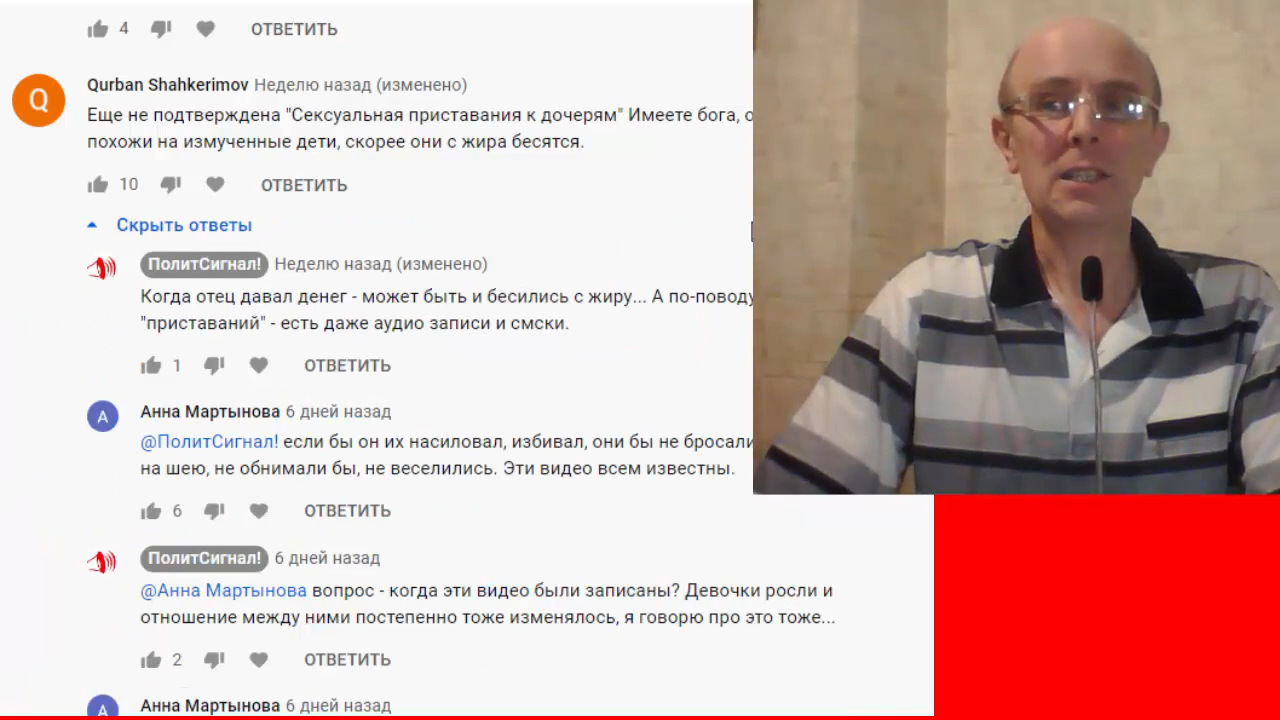 4 ОТВЕТИТЬ
Qurban Shahkerimov Неделю назад (изменено)
Q
Еще не подтверждена "Сексуальная приставания к дочерям" Имеете бога, о
похожи на измученные дети, скорее они с жира бесятся.
10 ОТВЕТИТЬ
Скрыть ответы
ПолитСигнал! Неделю назад (изменено)
Когда отец давал денег - может быть и бесились с жиру... А по-поводу
"приставаний" - есть даже аудио записи и смски.
1 ОТВЕТИТЬ
Анна Мартынова 6 дней назад
А
@ПолитСигнал! если бы он их насиловал, избивал, они бы не бросали
на шею, не обнимали бы, не веселились. Эти видео всем известны.
6 ОТВЕТИТЬ
ПолитСигнал! 6 дней назад
@Анна Мартынова вопрос - когда эти видео были записаны? Девочки росли и
отношение между ними постепенно тоже изменялось, я говорю про это тоже...
2 ОТВЕТИТЬ
Анна Мартынова 6 дней назад
А